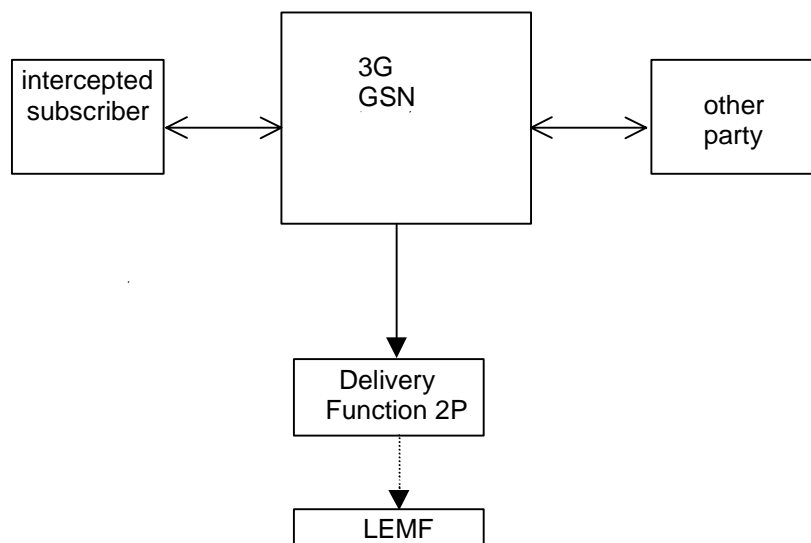 3G
GSN
intercepted
subscriber
other
party
Delivery
Function 2P
LEMF